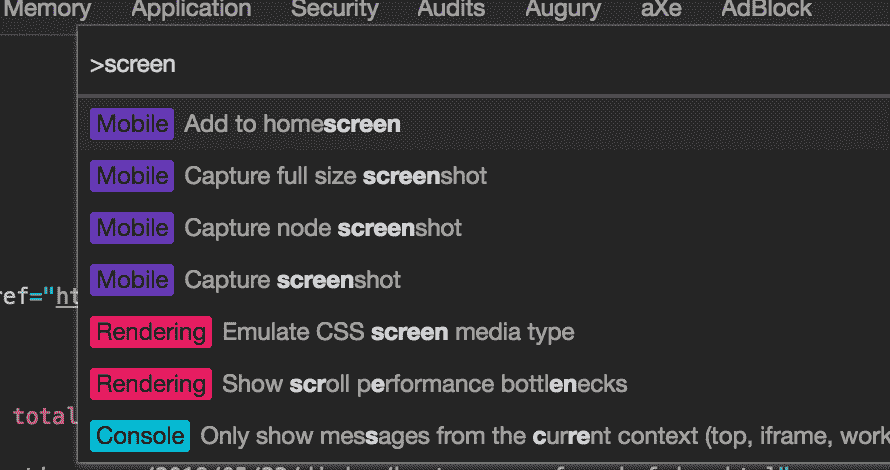 Memory Application Security Audits Augury aXe AdBlock
>screen
Mobile Add to homescreen
Mobile Capture full size screenshot
Mobile Capture node screenshot
Mobile Capture screenshot
ref="ht
Rendering Emulate CSS screen media type
Rendering Show scroll performance bottlenecks
total
Console Only show messages from the current context (top, iframe, work